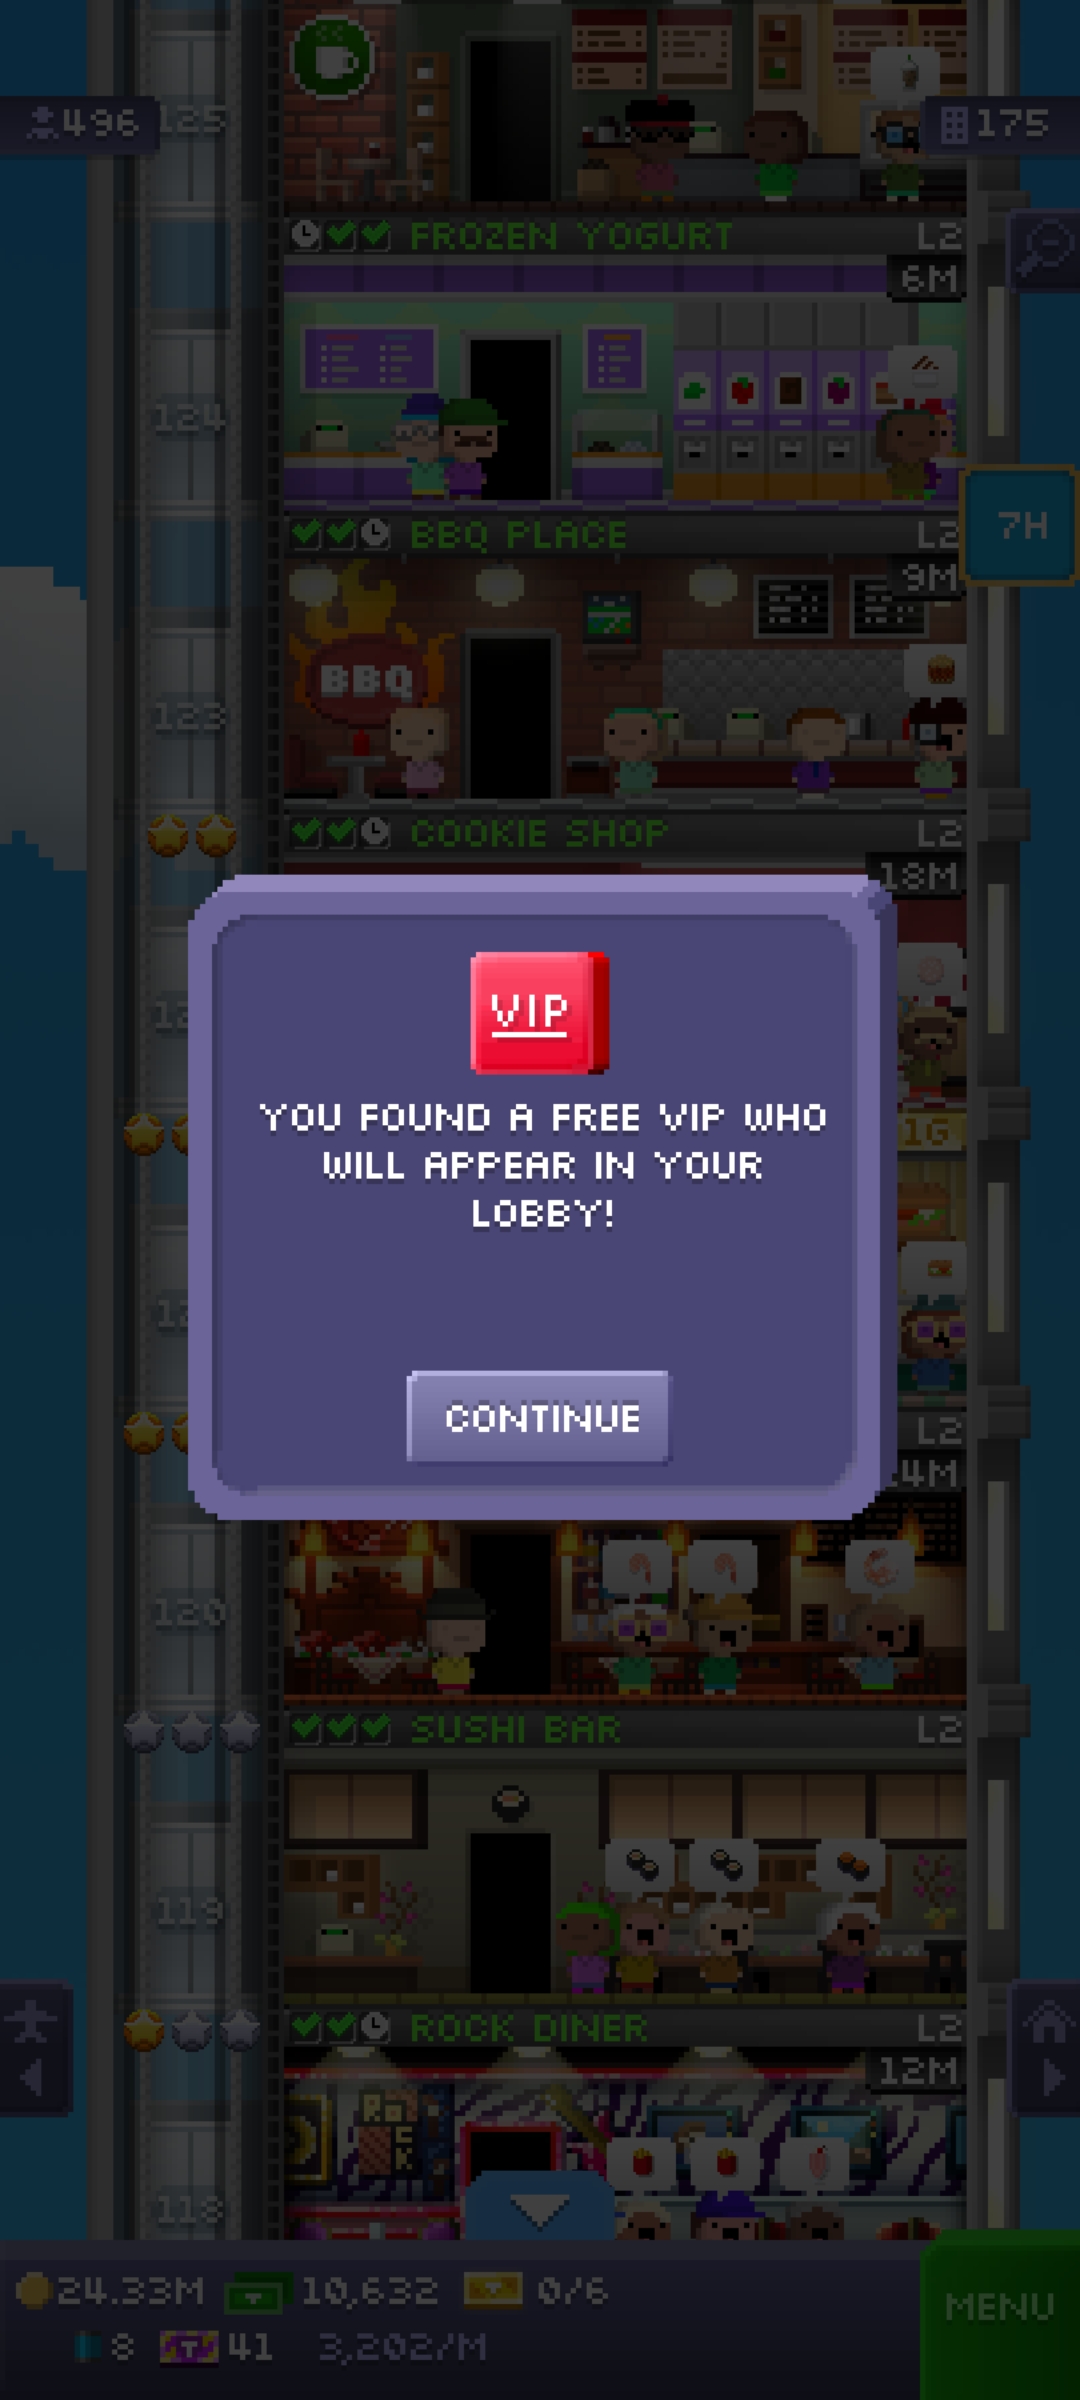 125
496
175
FROZEN YOGURT
L2
6M
124
BBQ PLACE
L2
7H
9M
BBQ
123
COOKIE SHOP
L2
18M
VIP
YOU FOUND A FREE VIP WHO
WILL APPEAR IN YOUR
LOBBY!
1G
CONTINUE
L2
4M
120
SUSHI BAR
L2
119
ROCK DINER
L2
12M
ROCK
118
24.33M
10,632
0/6
MENU
8
T
41
3,202/M